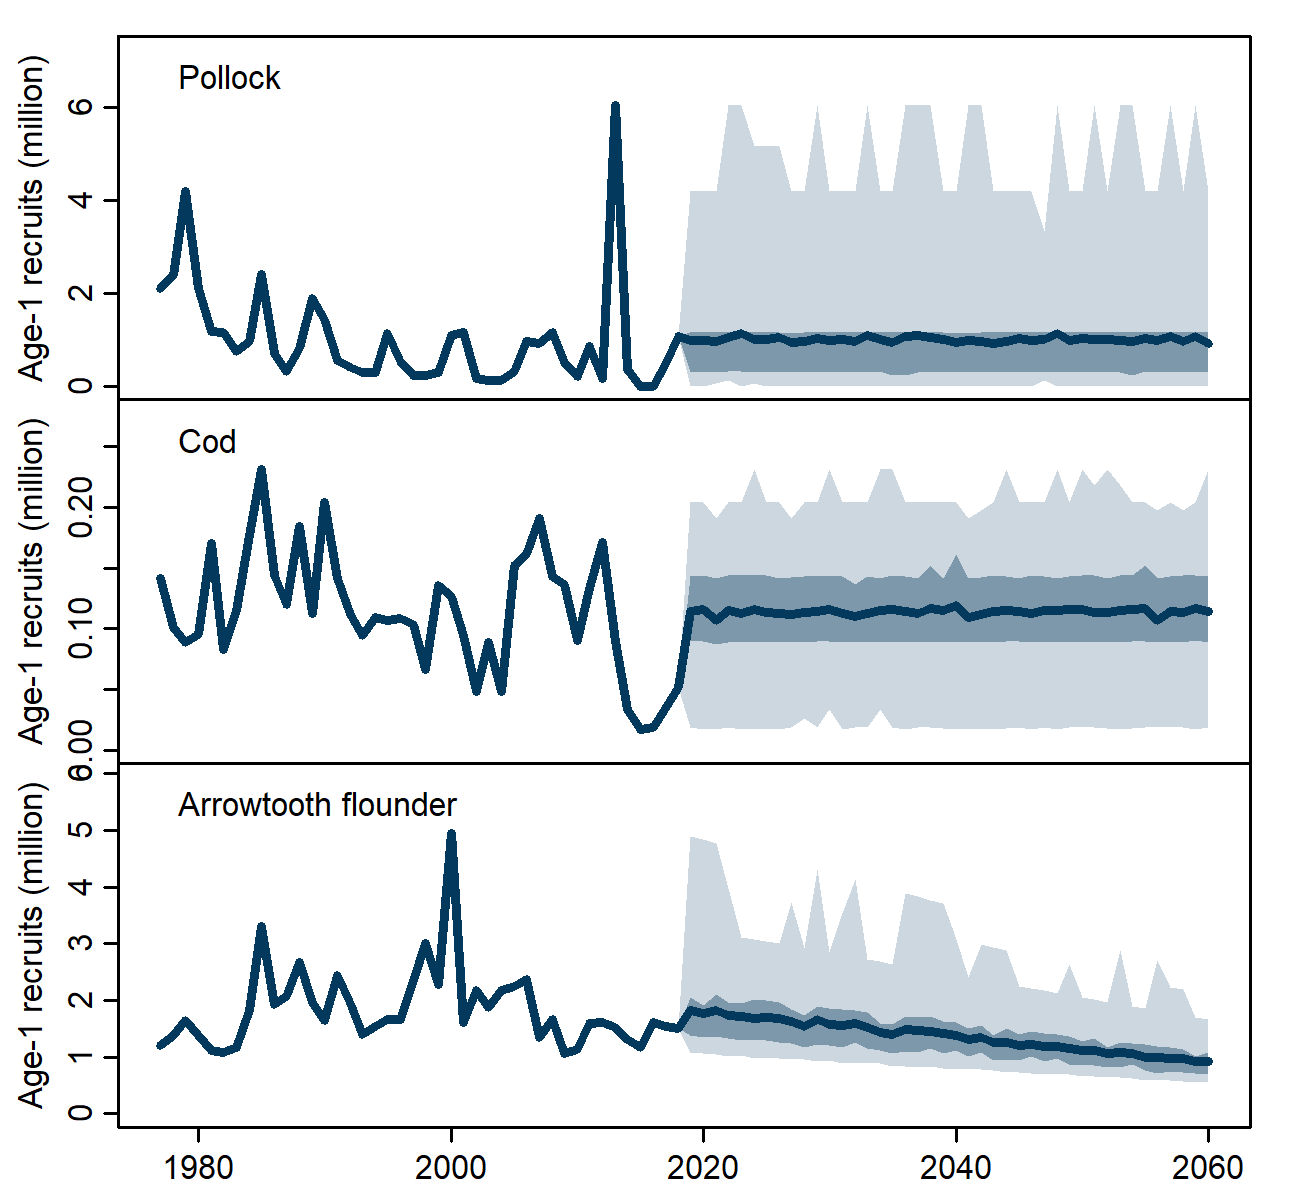 Pollock
Age-1 recruits (million)
6
4
2
0
Cod
Age-1 recruits (million)
0.20
0.10
0.00
Arrowtooth flounder
Age-1 recruits (million)
6
5
4
3
2
1
0
1980 2000 2020 2040 2060